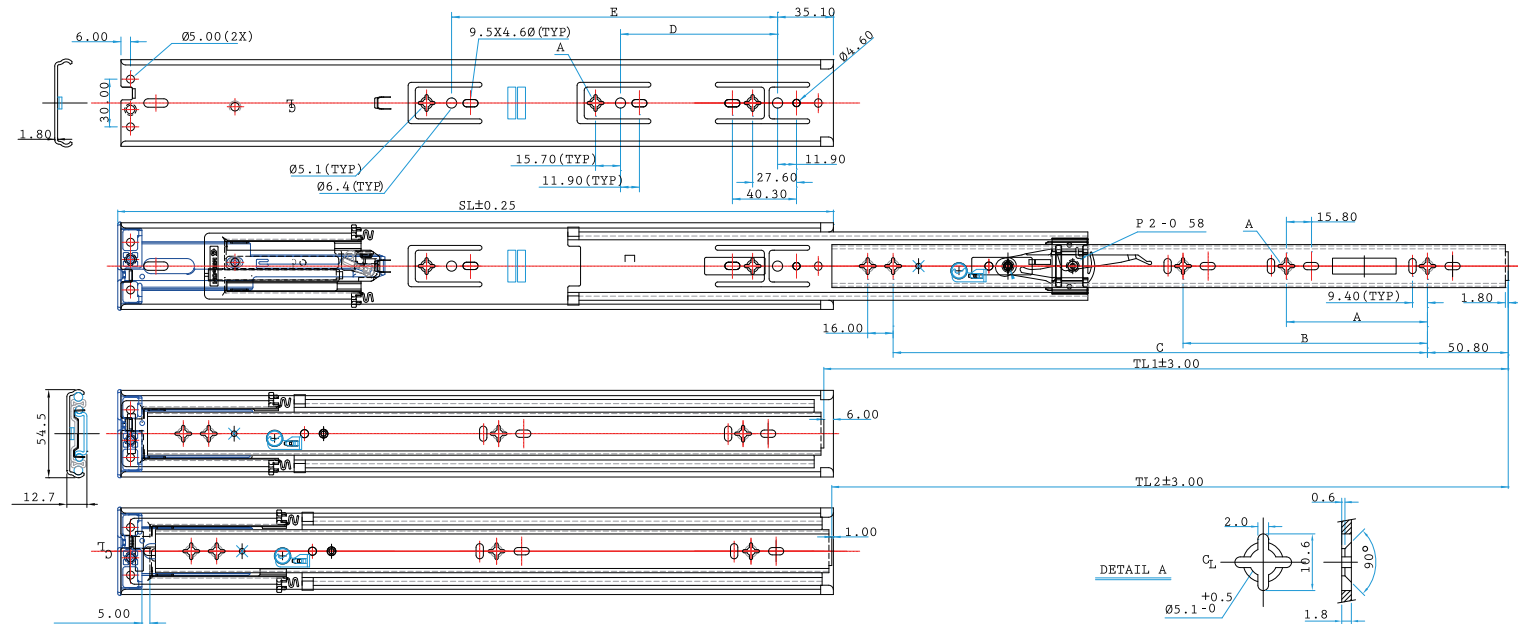 E
35.10
6.00
Ø5.00(2X)
9.5X4.6Ø(TYP)
D
A
Ø4.60
30.00
1.80
Ø5.1(TYP)
15.70(TYP)
11.90
Ø6.4(TYP)
11.90(TYP)
27.60
40.30
SL±0.25
P2-0 58
A
15.80
9.40(TYP)
1.80
16.00
A
B
C
50.80
TL1±3.00
54.5
6.00
12.7
TL2±3.00
0.6
2.0
1.00
CL
10.6
90°
DETAIL A
CL
+0.5
Ø5.1-0
5.00
1.8